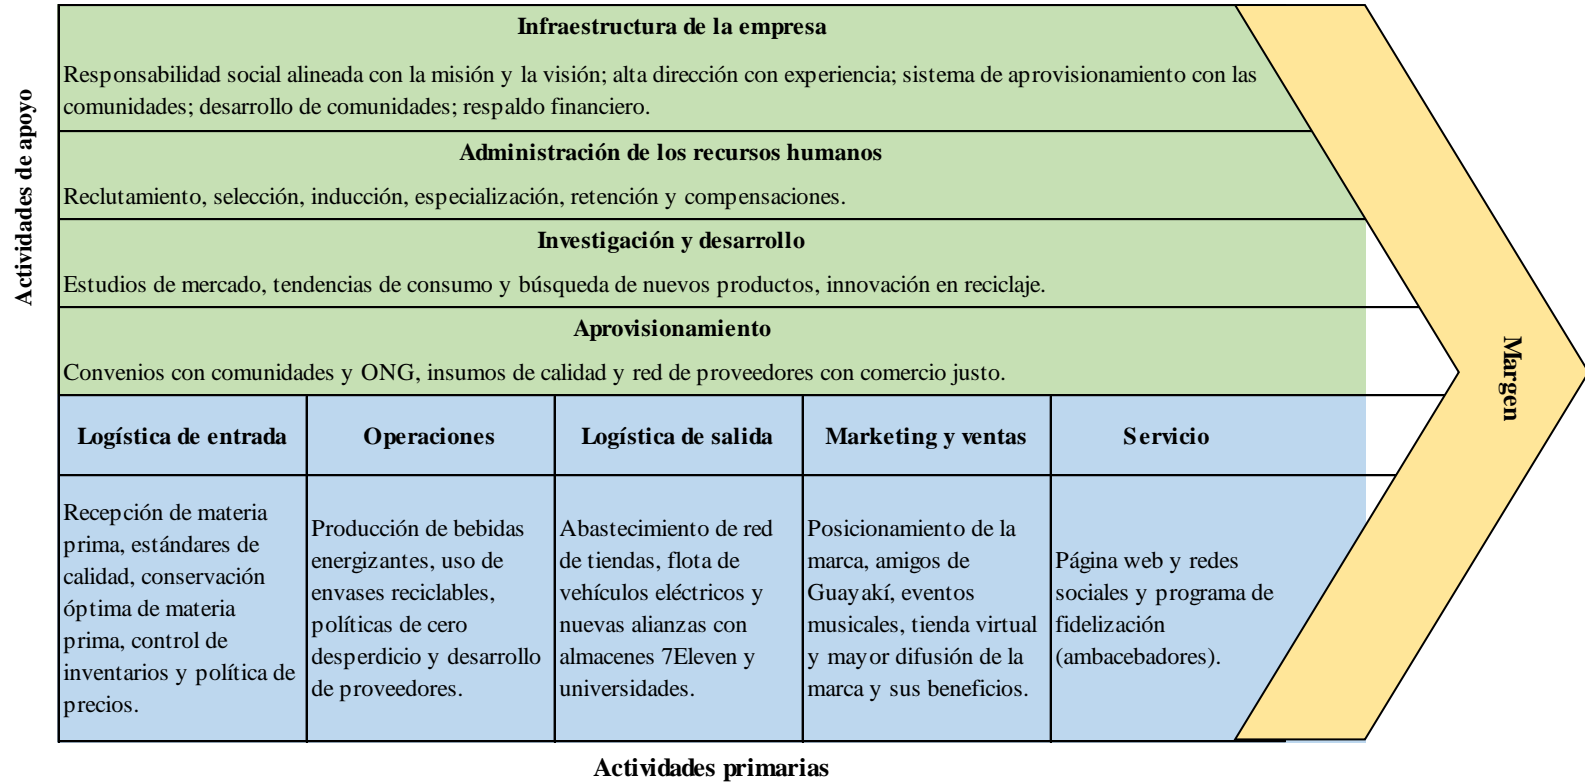 Actividades de apoyo
Infraestructura de la empresa
Responsabilidad social alineada con la misión y la visión; alta dirección con experiencia; sistema de aprovisionamiento con las
comunidades; desarrollo de comunidades; respaldo financiero.
Administración de los recursos humanos
Reclutamiento, selección, inducción, especialización, retención y compensaciones.
Investigación y desarrollo
Estudios de mercado, tendencias de consumo y búsqueda de nuevos productos, innovación en reciclaje.
Aprovisionamiento
Convenios con comunidades y ONG, insumos de calidad y red de proveedores con comercio justo.
Margen
Logística de entrada
Recepción de materia
prima, estándares de
calidad, conservación
óptima de materia
prima, control de
inventarios y política de
precios.
Operaciones
Producción de bebidas
energizantes, uso de
envases reciclables,
políticas de cero
desperdicio y desarrollo
de proveedores.
Logística de salida
Abastecimiento de red
de tiendas, flota de
vehículos eléctricos y
nuevas alianzas con
almacenes 7Eleven y
universidades.
Marketing y ventas
Posicionamiento de la
marca, amigos de
Guayakí, eventos
musicales, tienda virtual
y mayor difusión de la
marca y sus beneficios.
Servicio
Página web y redes
sociales y programa de
fidelización
(ambacebadores).
Actividades primarias